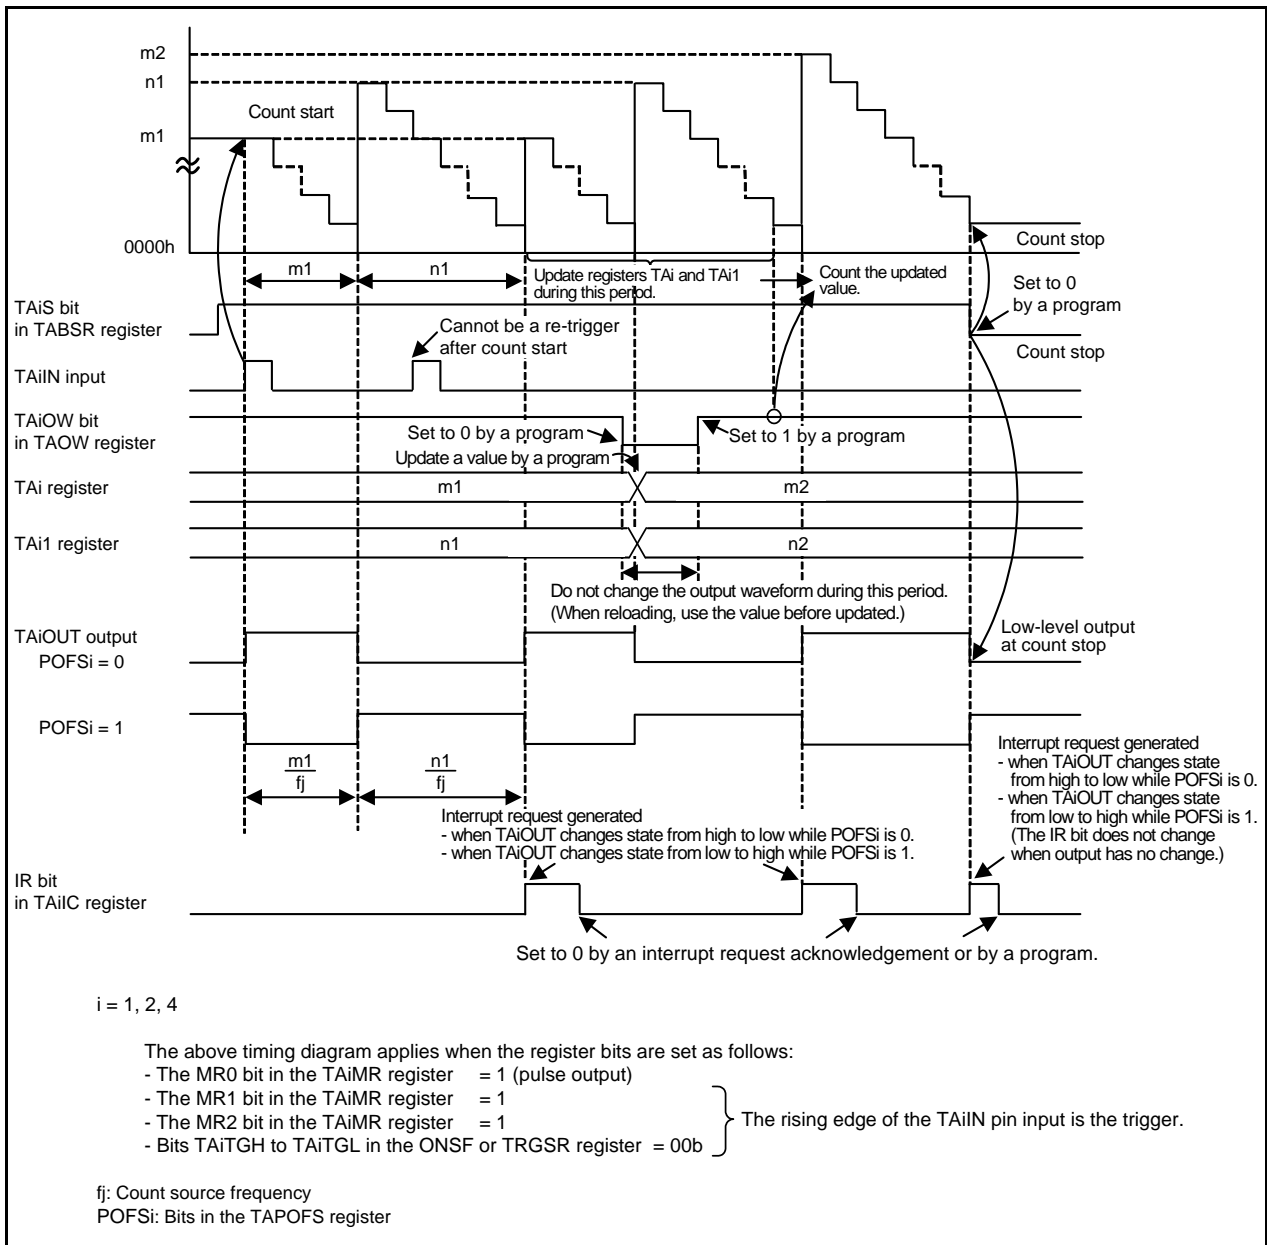 m2
n1
Count start
m1
0000h
Count stop
m1
n1
Update registers TAi and TAi1
during this period.
Count the updated
value.
Set to 0
by a program
TAiS bit
in TABSR register
Cannot be a re-trigger
after count start
Count stop
TAiIN input
TAiOW bit
in TAOW register
Set to 0 by a program
Set to 1 by a program
Update a value by a program
TAi register
m1
m2
TAi1 register
n1
n2
Do not change the output waveform during this period.
(When reloading, use the value before updated.)
TAiOUT output
POFSi = 0
Low-level output
at count stop
POFSi = 1
m1
fj
n1
fj
Interrupt request generated
- when TAiOUT changes state from high to low while POFSi is 0.
- when TAiOUT changes state from low to high while POFSi is 1.
Interrupt request generated
- when TAiOUT changes state
from high to low while POFSi is 0.
- when TAiOUT changes state
from low to high while POFSi is 1.
(The IR bit does not change
when output has no change.)
IR bit
in TAiIC register
Set to 0 by an interrupt request acknowledgement or by a program.
i = 1, 2, 4
The above timing diagram applies when the register bits are set as follows:
- The MR0 bit in the TAiMR register = 1 (pulse output)
- The MR1 bit in the TAiMR register = 1
- The MR2 bit in the TAiMR register = 1
- Bits TAiTGH to TAiTGL in the ONSF or TRGSR register = 00b
The rising edge of the TAiIN pin input is the trigger.
fj: Count source frequency
POFSi: Bits in the TAPOFS register